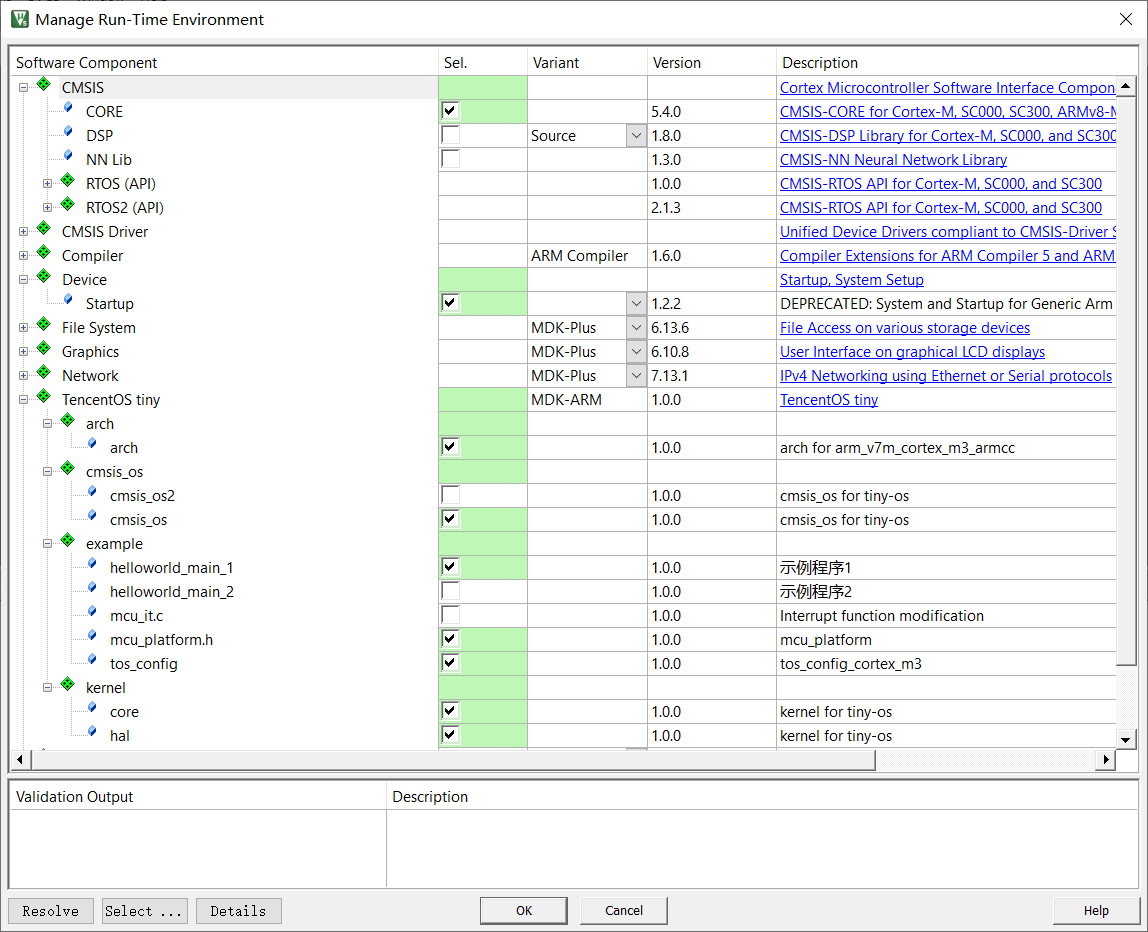 Manage Run-Time Environment
Software Component Sel. Variant Version Description
CMSIS Cortex Microcontroller Software Interface Compon
CORE 5.4.0 CMSIS-CORE for Cortex-M, SC000, SC300, ARMv8-M
DSP Source 1.8.0 CMSIS-DSP Library for Cortex-M, SC000, and SC300
NN Lib 1.3.0 CMSIS-NN Neural Network Library
RTOS (API) 1.0.0 CMSIS-RTOS API for Cortex-M, SC000, and SC300
RTOS2 (API) 2.1.3 CMSIS-RTOS API for Cortex-M, SC000, and SC300
CMSIS Driver Unified Device Drivers compliant to CMSIS-Driver S
Compiler ARM Compiler 1.6.0 Compiler Extensions for ARM Compiler 5 and ARM
Device Startup, System Setup
Startup 1.2.2 DEPRECATED: System and Startup for Generic Arm
File System MDK-Plus 6.13.6 File Access on various storage devices
Graphics MDK-Plus 6.10.8 User Interface on graphical LCD displays
Network MDK-Plus 7.13.1 IPv4 Networking using Ethernet or Serial protocols
TencentOS tiny MDK-ARM 1.0.0 TencentOS tiny
arch
arch 1.0.0 arch for arm_v7m_cortex_m3_armcc
cmsis_os
cmsis_os2 1.0.0 cmsis_os for tiny-os
cmsis_os 1.0.0 cmsis_os for tiny-os
example
helloworld_main_1 1.0.0 示例程序1
helloworld_main_2 1.0.0 示例程序2
mcu_it.c 1.0.0 Interrupt function modification
mcu_platform.h 1.0.0 mcu_platform
tos_config 1.0.0 tos_config_cortex_m3
kernel
core 1.0.0 kernel for tiny-os
hal 1.0.0 kernel for tiny-os
Validation Output Description
Resolve Select ... Details OK Cancel Help